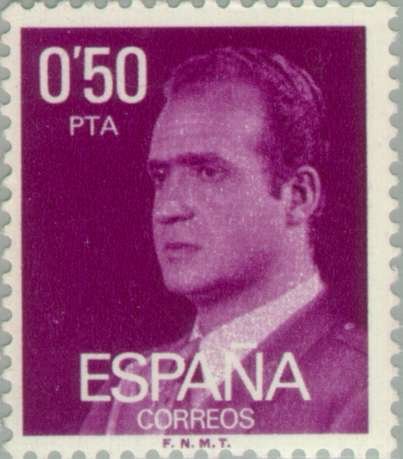 0'50
PTA
ESPAÑA
CORREOS
F. N. M. T.